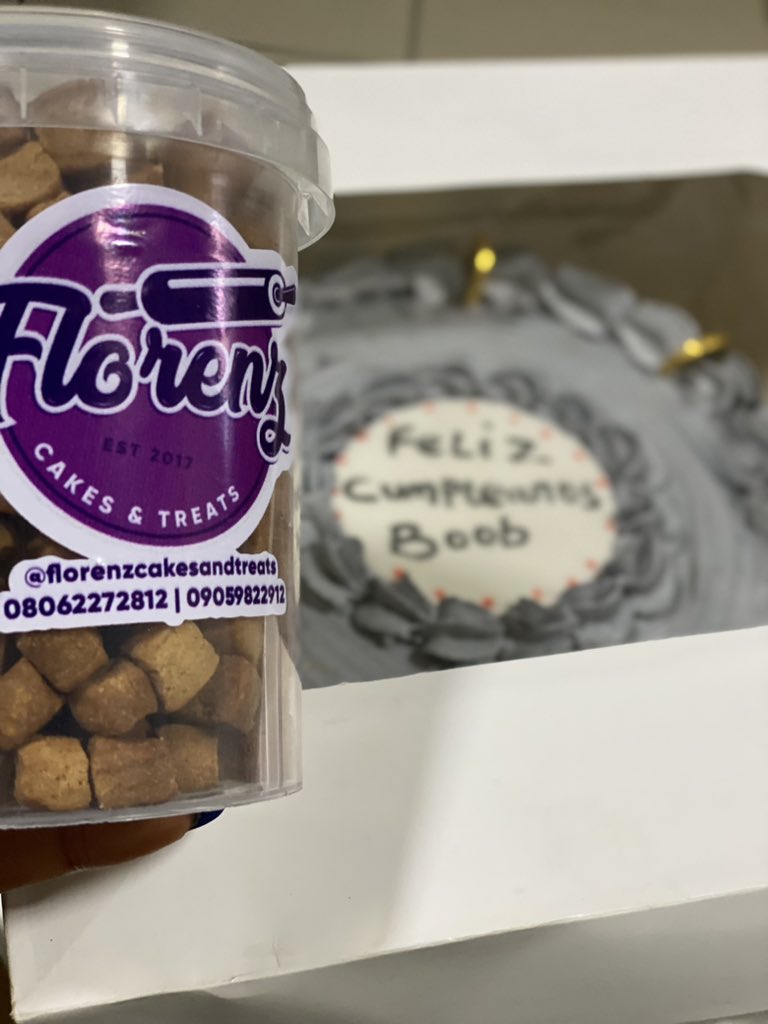 Florenz
EST 2017
CAKES & TREATS
@florenzcakesandtreats
08062272812 | 09059822912
FELIZ
CUMPLEANOS
Boob